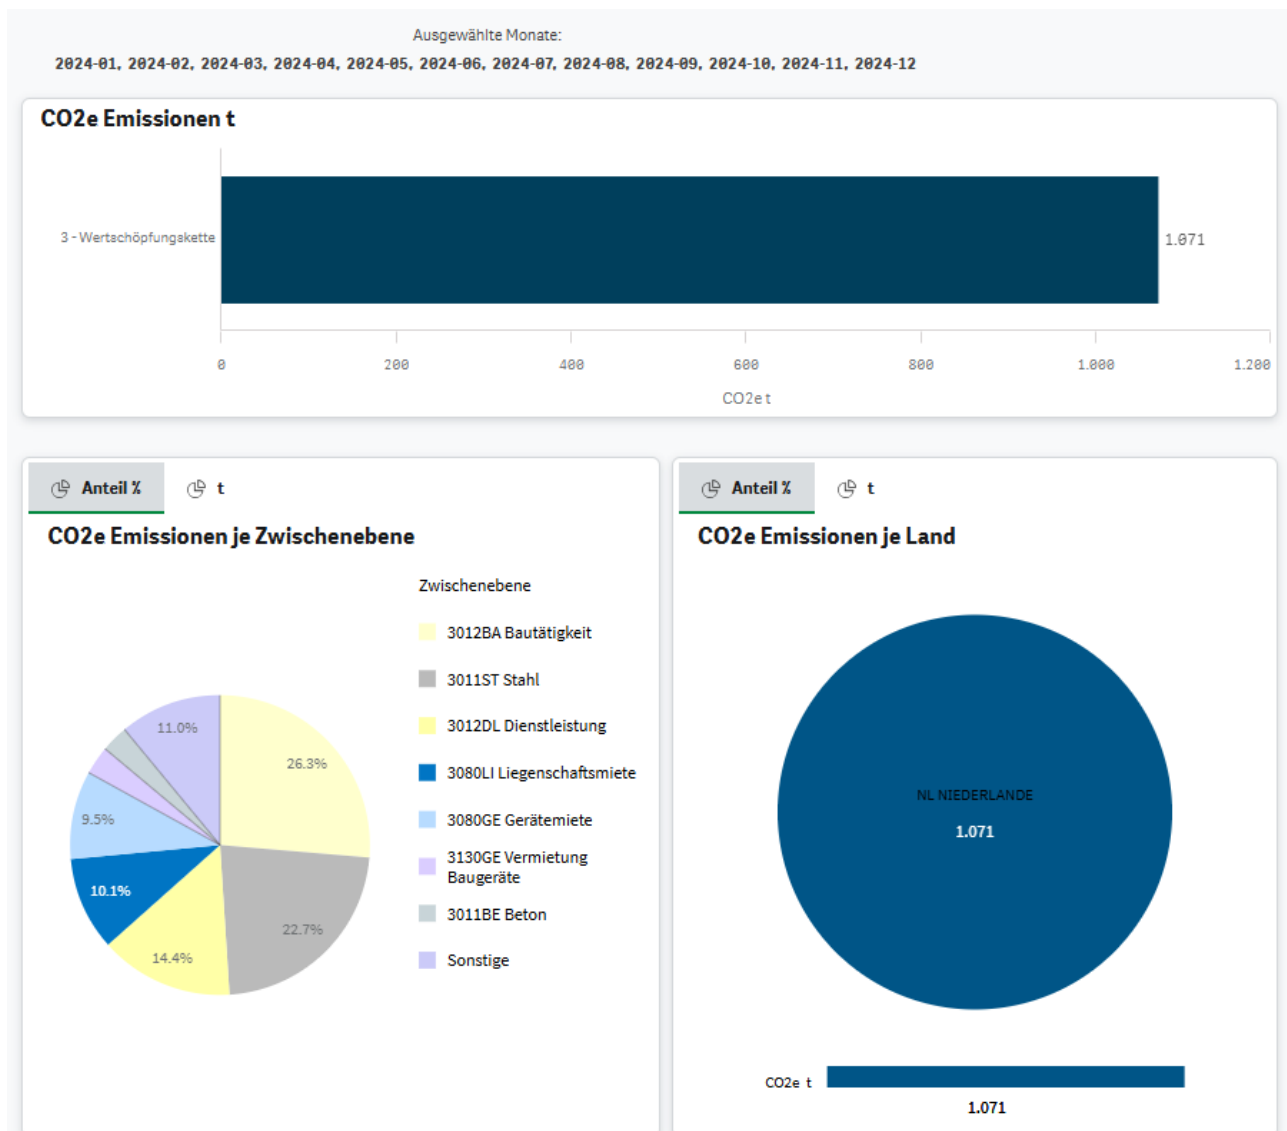 Ausgewählte Monate:
2024-01, 2024-02, 2024-03, 2024-04, 2024-05, 2024-06, 2024-07, 2024-08, 2024-09, 2024-10, 2024-11, 2024-12
CO2e Emissionen t
3 - Wertschöpfungskette
1.071
0 200 400 600 800 1.000 1.200
CO2e t
Anteil % t
CO2e Emissionen je Zwischenebene
Zwischenebene
3012BA Bautätigkeit
3011ST Stahl
3012DL Dienstleistung
3080LI Liegenschaftsmiete
3080GE Gerätemiete
3130GE Vermietung
Baugeräte
3011BE Beton
Sonstige
11.0%
26.3%
9.5%
10.1%
22.7%
14.4%
Anteil % t
CO2e Emissionen je Land
NL NIEDERLANDE
1.071
CO2e t
1.071